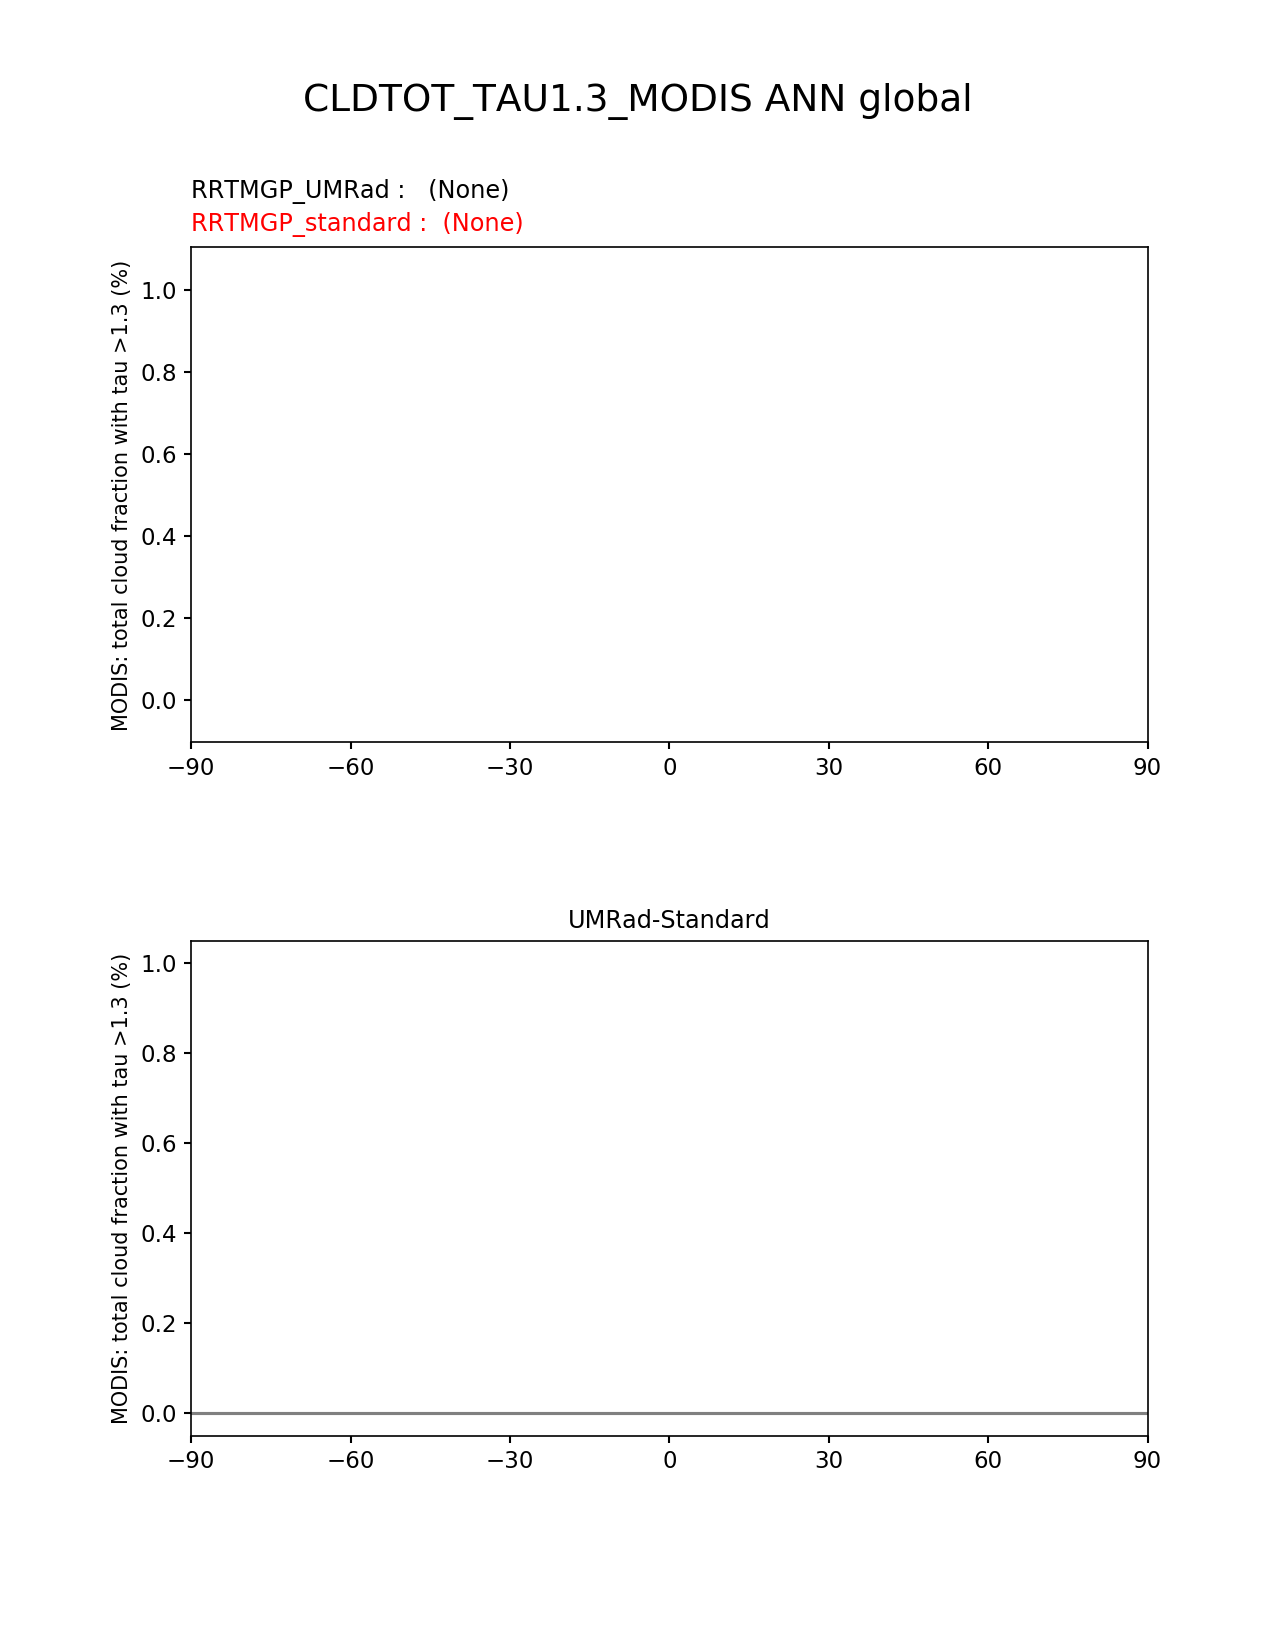 CLDTOT_TAU1.3_MODIS ANN global
RRTMGP_UMRad :   (None)
RRTMGP_standard :  (None)
MODIS: total cloud fraction with tau >1.3 (%)
1.0
0.8
0.6
0.4
0.2
0.0
−90 −60 −30 0 30 60 90
UMRad-Standard
MODIS: total cloud fraction with tau >1.3 (%)
1.0
0.8
0.6
0.4
0.2
0.0
−90 −60 −30 0 30 60 90